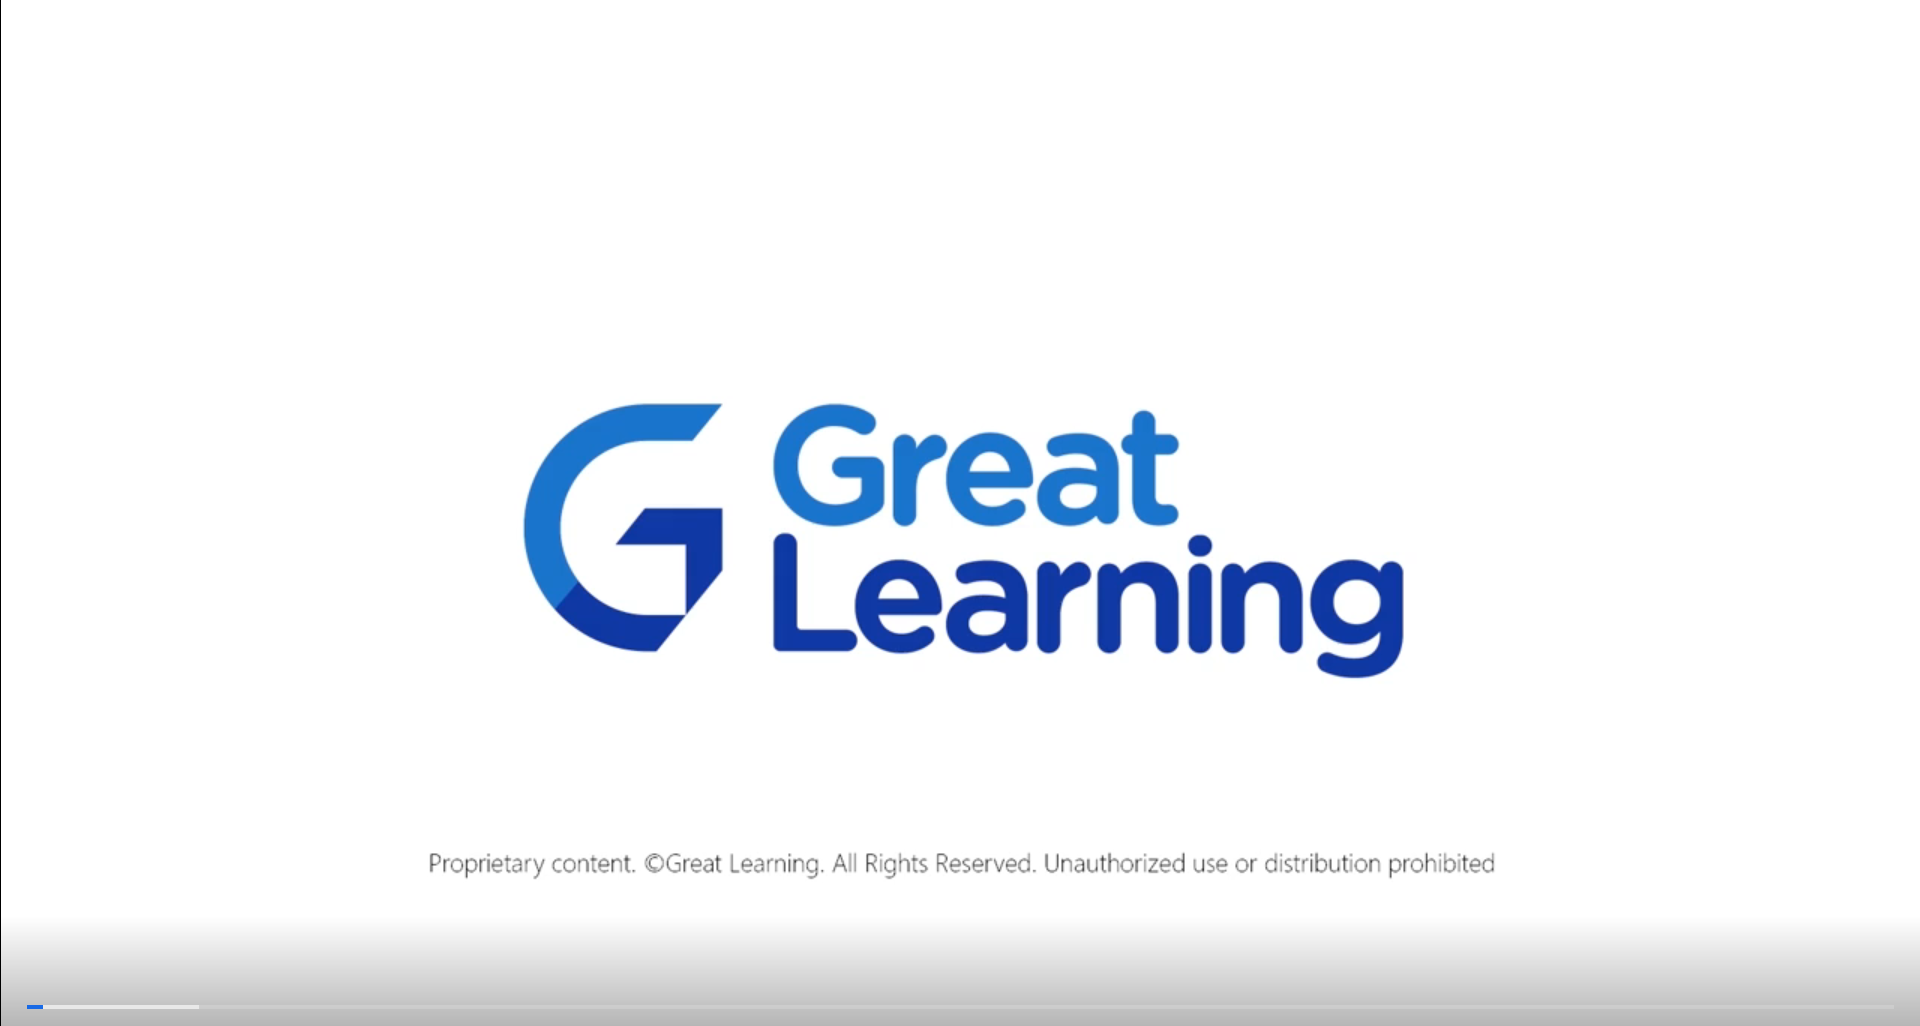 Great
Learning
Proprietary content. ©Great Learning. All Rights Reserved. Unauthorized use or distribution prohibited